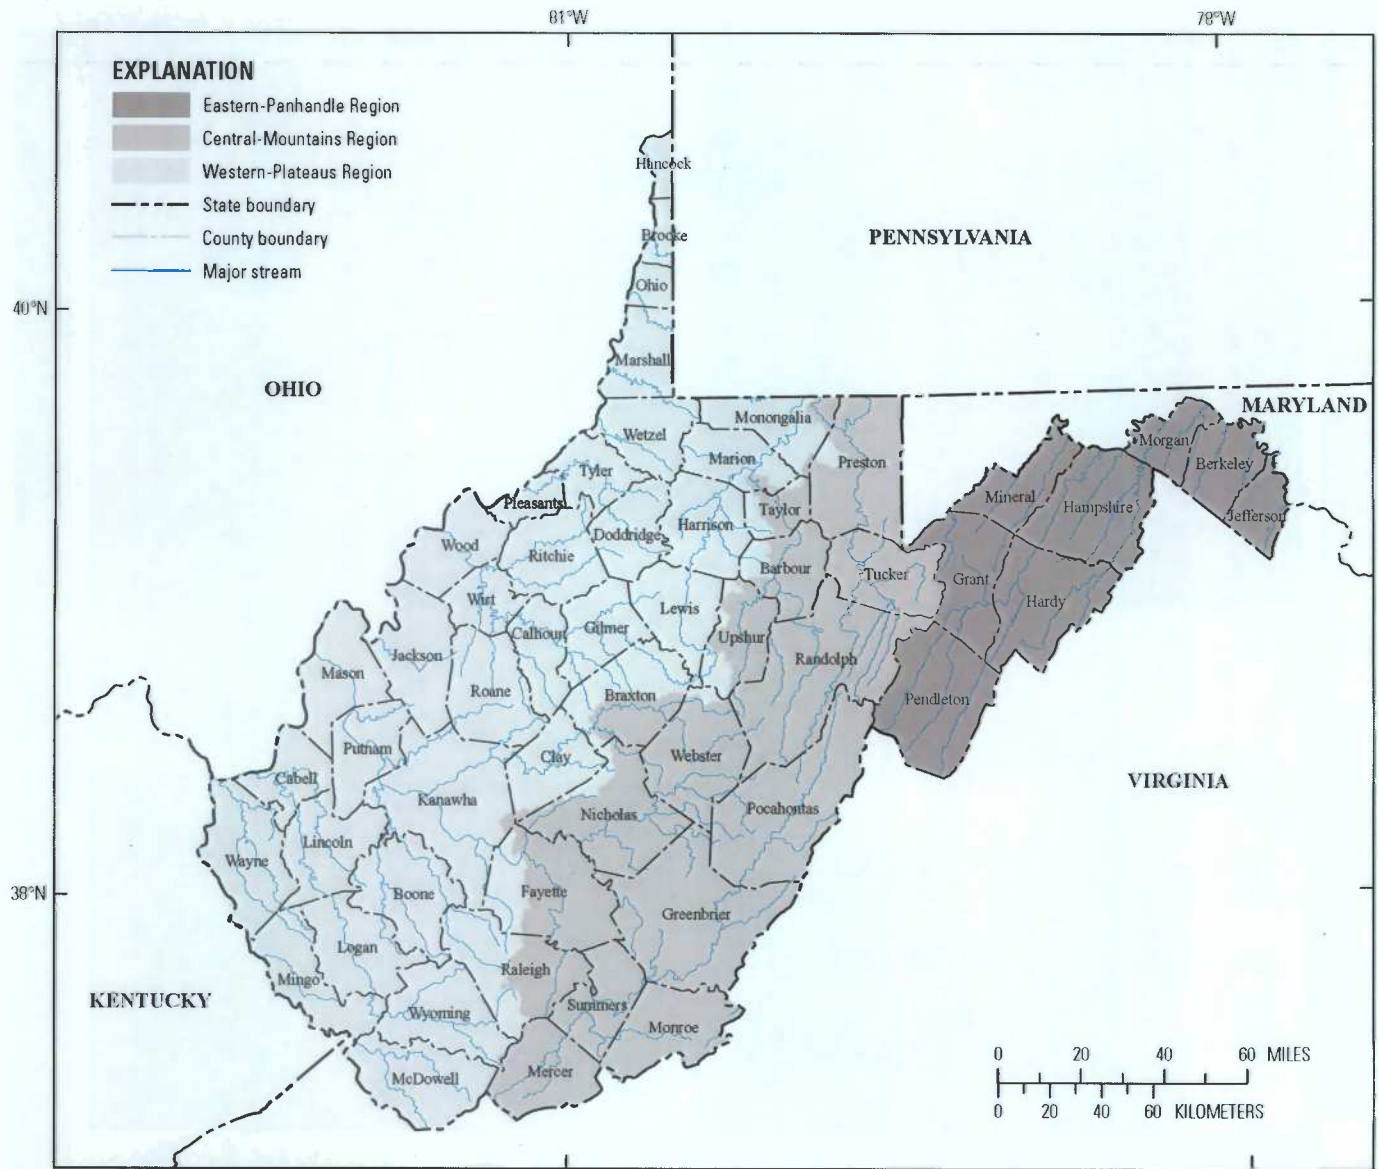 81°W
78°W
EXPLANATION
Eastern-Panhandle Region
Central-Mountains Region
Western-Plateaus Region
State boundary
County boundary
Major stream
Hancock
Brooke
PENNSYLVANIA
Ohio
40°N
Marshall
OHIO
MARYLAND
Monongalia
Wetzel
Morgan
Marion
Preston
Berkeley
Tyler
Mineral
Pleasants
Hampshire
Taylor
Jefferson
Harrison
Doddridge
Wood
Ritchie
Barbour
Tucker
Grant
Wirt
Hardy
Lewis
Gilmer
Calhoun
Upshur
Jackson
Randolph
Mason
Roane
Braxton
Pendleton
Putnam
Clay
Webster
Cabell
VIRGINIA
Kanawha
Pocahontas
Nicholas
Lincoln
Wayne
38°N
Boone
Fayette
Greenbrier
Logan
Raleigh
Mingo
KENTUCKY
Summers
Wyoming
Monroe
0 20 40 60 MILES
Mercer
McDowell
0 20 40 60 KILOMETERS